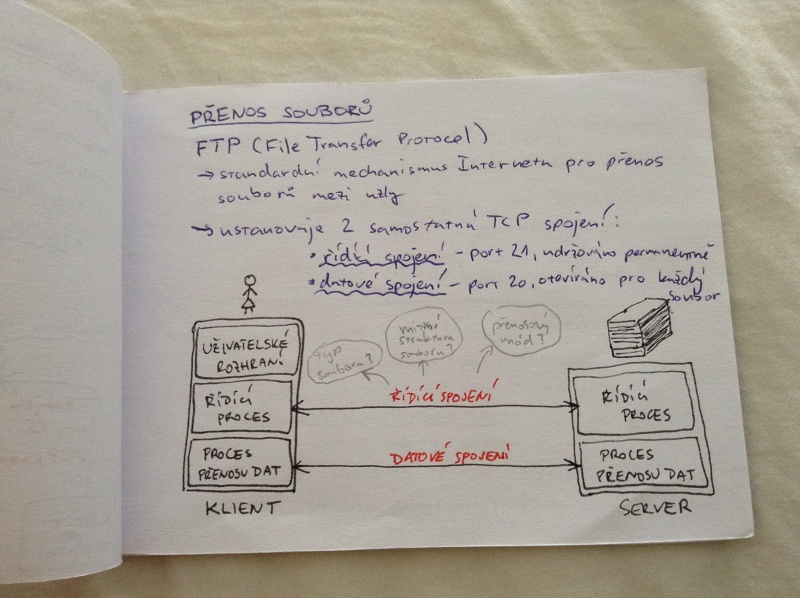 PŘENOS SOUBORŮ
FTP (File Transfer Protocol)
→ standardní mechanismus Internetu pro přenos
souborů mezi uzly
→ ustanovuje 2 samostatná TCP spojení:
• řídící spojení - port 21, udržováno permanentně
• datové spojení - port 20, otevíráno pro každý
soubor
typ
souboru?
vnitřní
struktura
souboru?
přenosový
mód?
UŽIVATELSKÉ
ROZHRANÍ
ŘÍDÍCÍ
PROCES
ŘÍDÍCÍ SPOJENÍ
ŘÍDÍCÍ
PROCES
PROCES
PŘENOSU DAT
DATOVÉ SPOJENÍ
PROCES
PŘENOSU DAT
KLIENT
SERVER